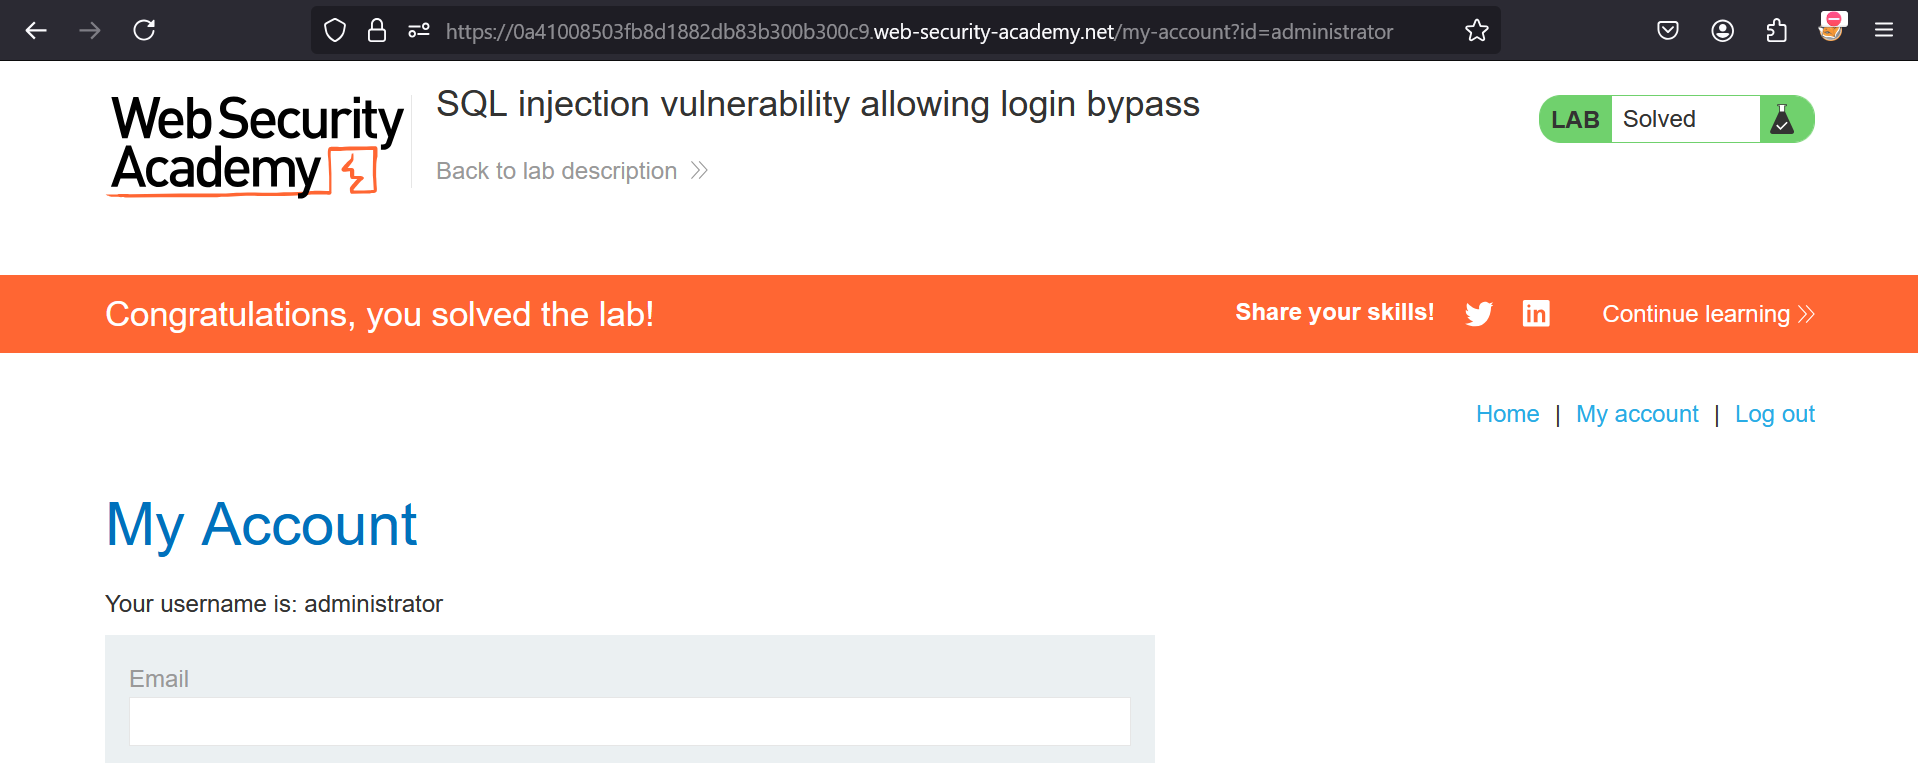 https://0a41008503fb8d1882db83b300b300c9.web-security-academy.net/my-account?id=administrator
WebSecurity
Academy
SQL injection vulnerability allowing login bypass
Back to lab description
LAB Solved
Congratulations, you solved the lab!
Share your skills!
Continue learning
Home | My account | Log out
My Account
Your username is: administrator
Email